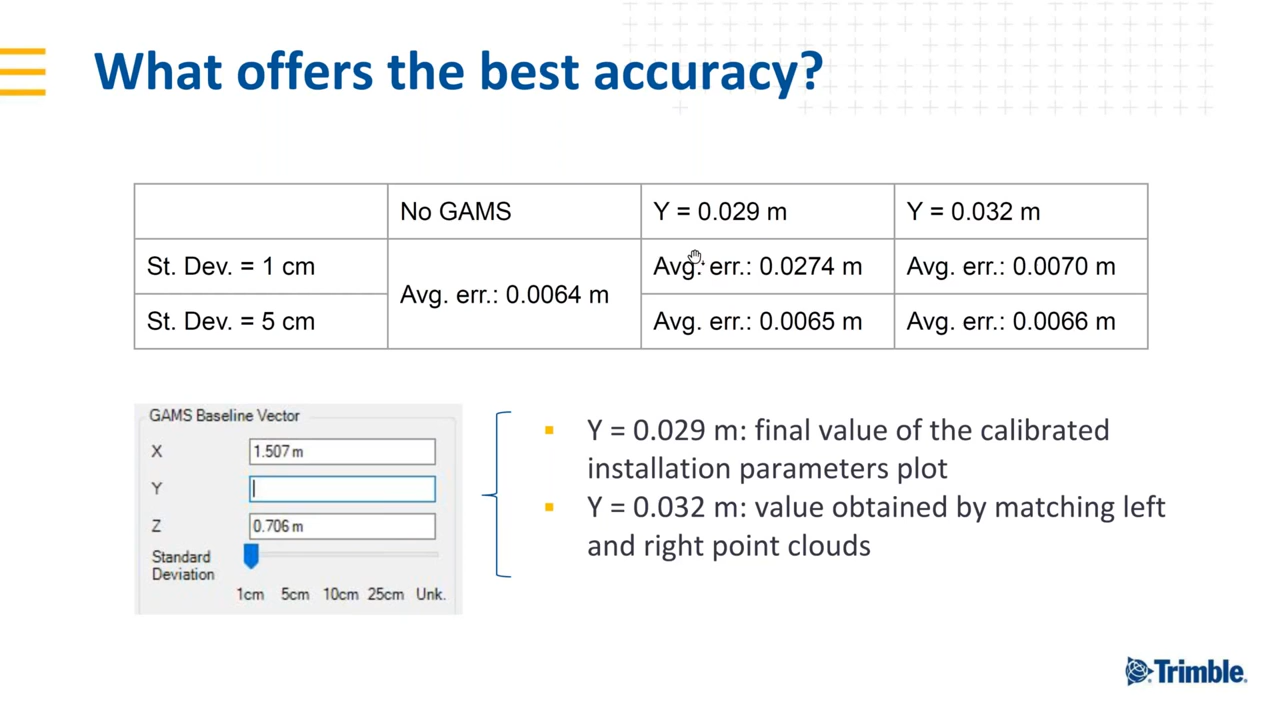 What offers the best accuracy?
No GAMS
Y = 0.029 m
Y = 0.032 m
St. Dev. = 1 cm
Avg. err.: 0.0064 m
Avg. err.: 0.0274 m
Avg. err.: 0.0070 m
St. Dev. = 5 cm
Avg. err.: 0.0065 m
Avg. err.: 0.0066 m
GAMS Baseline Vector
X
1.507 m
Y
Z
0.706 m
Standard
Deviation
1cm 5cm 10cm 25cm Unk.
Y = 0.029 m: final value of the calibrated
installation parameters plot
Y = 0.032 m: value obtained by matching left
and right point clouds
Trimble